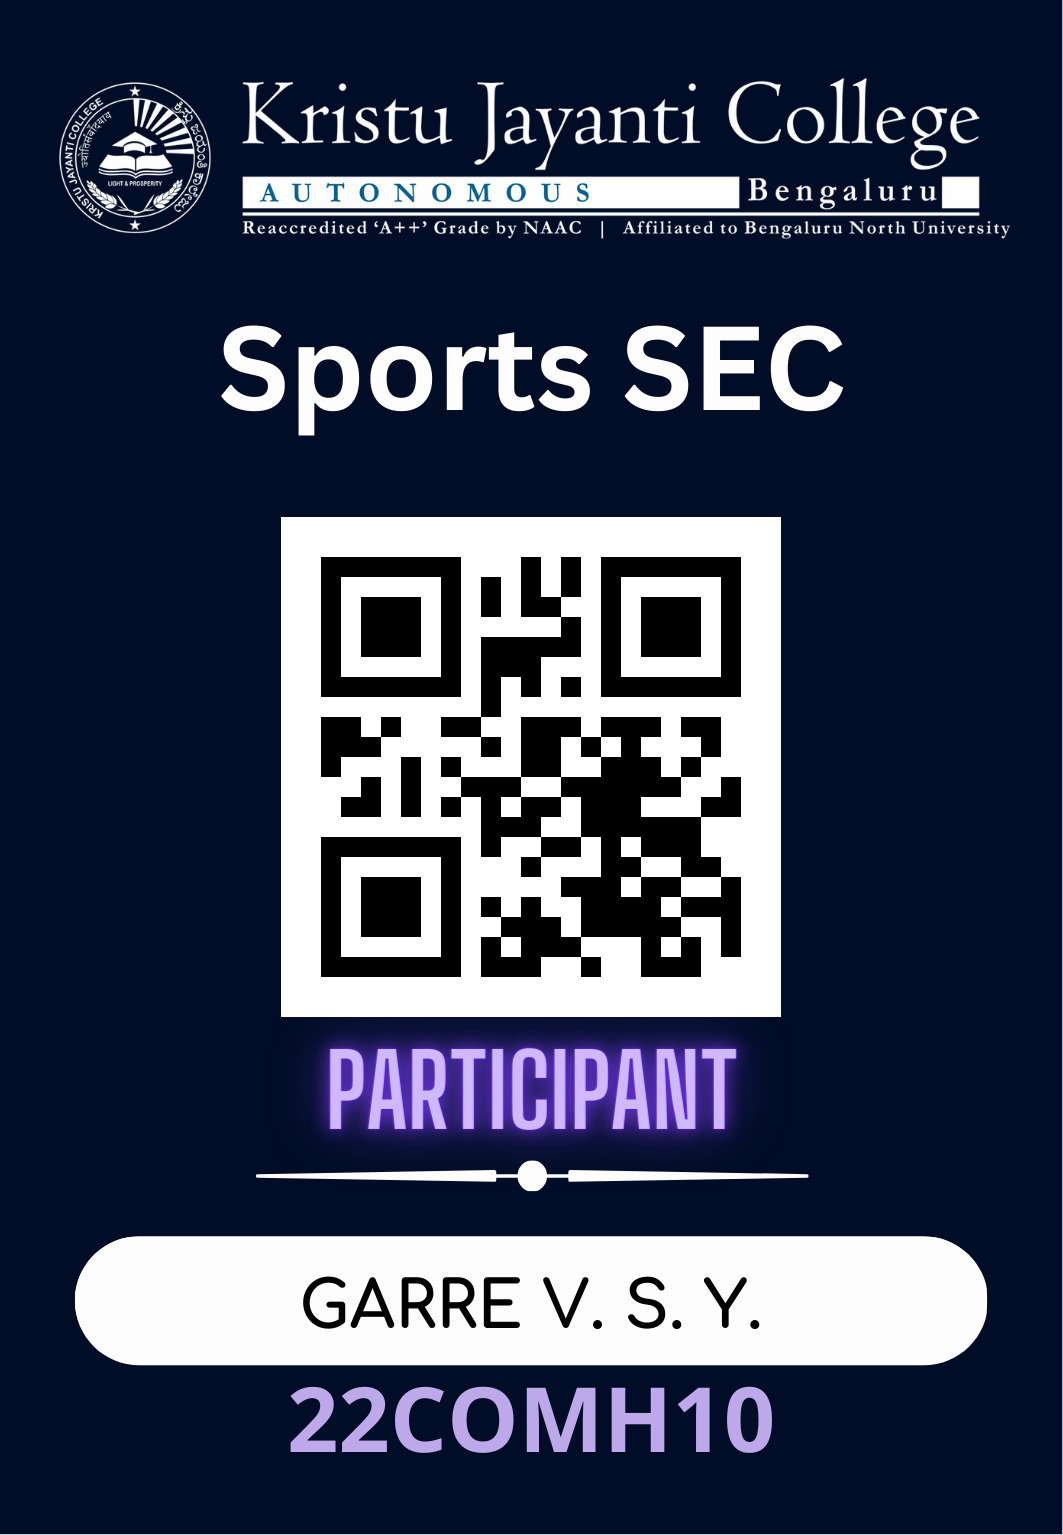 KRISTU JAYANTI COLLEGE
ಕ್ರಿಸ್ತು ಜಯಂತಿ ಕಾಲೇಜು
LIGHT & PROSPERITY
Kristu Jayanti College
AUTONOMOUS Bengaluru
Reaccredited ‘A++’ Grade by NAAC | Affiliated to Bengaluru North University
Sports SEC
PARTICIPANT
GARRE V. S. Y.
22COMH10